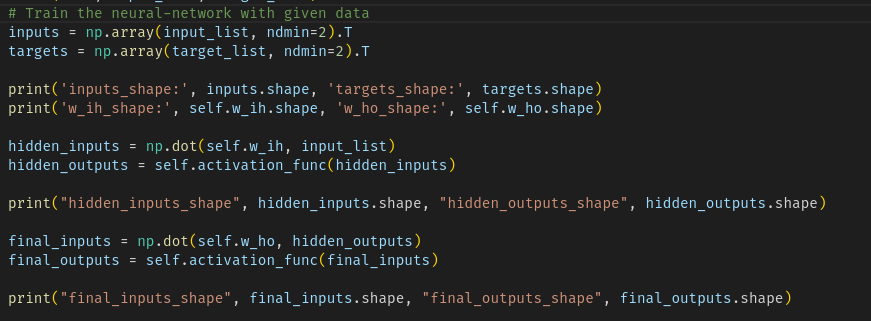 # Train the neural-network with given data
inputs = np.array(input_list, ndmin=2).T
targets = np.array(target_list, ndmin=2).T
print('inputs_shape:', inputs.shape, 'targets_shape:', targets.shape)
print('w_ih_shape:', self.w_ih.shape, 'w_ho_shape:', self.w_ho.shape)
hidden_inputs = np.dot(self.w_ih, input_list)
hidden_outputs = self.activation_func(hidden_inputs)
print("hidden_inputs_shape", hidden_inputs.shape, "hidden_outputs_shape", hidden_outputs.shape)
final_inputs = np.dot(self.w_ho, hidden_outputs)
final_outputs = self.activation_func(final_inputs)
print("final_inputs_shape", final_inputs.shape, "final_outputs_shape", final_outputs.shape)